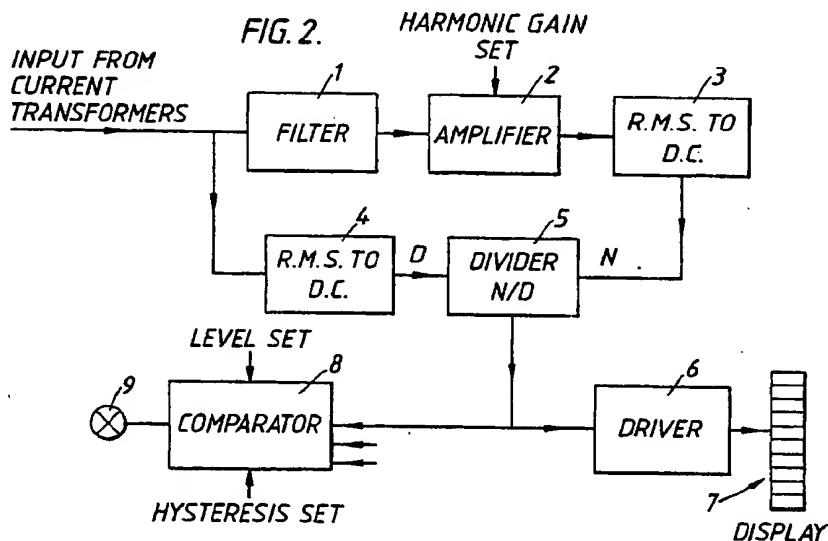 FIG. 2.
HARMONIC GAIN
SET
INPUT FROM
CURRENT
TRANSFORMERS
1
FILTER
2
AMPLIFIER
3
R.M.S. TO
D.C.
4
R.M.S. TO
D.C.
D
5
DIVIDER
N/D
N
LEVEL SET
9
8
COMPARATOR
HYSTERESIS SET
6
DRIVER
7
DISPLAY